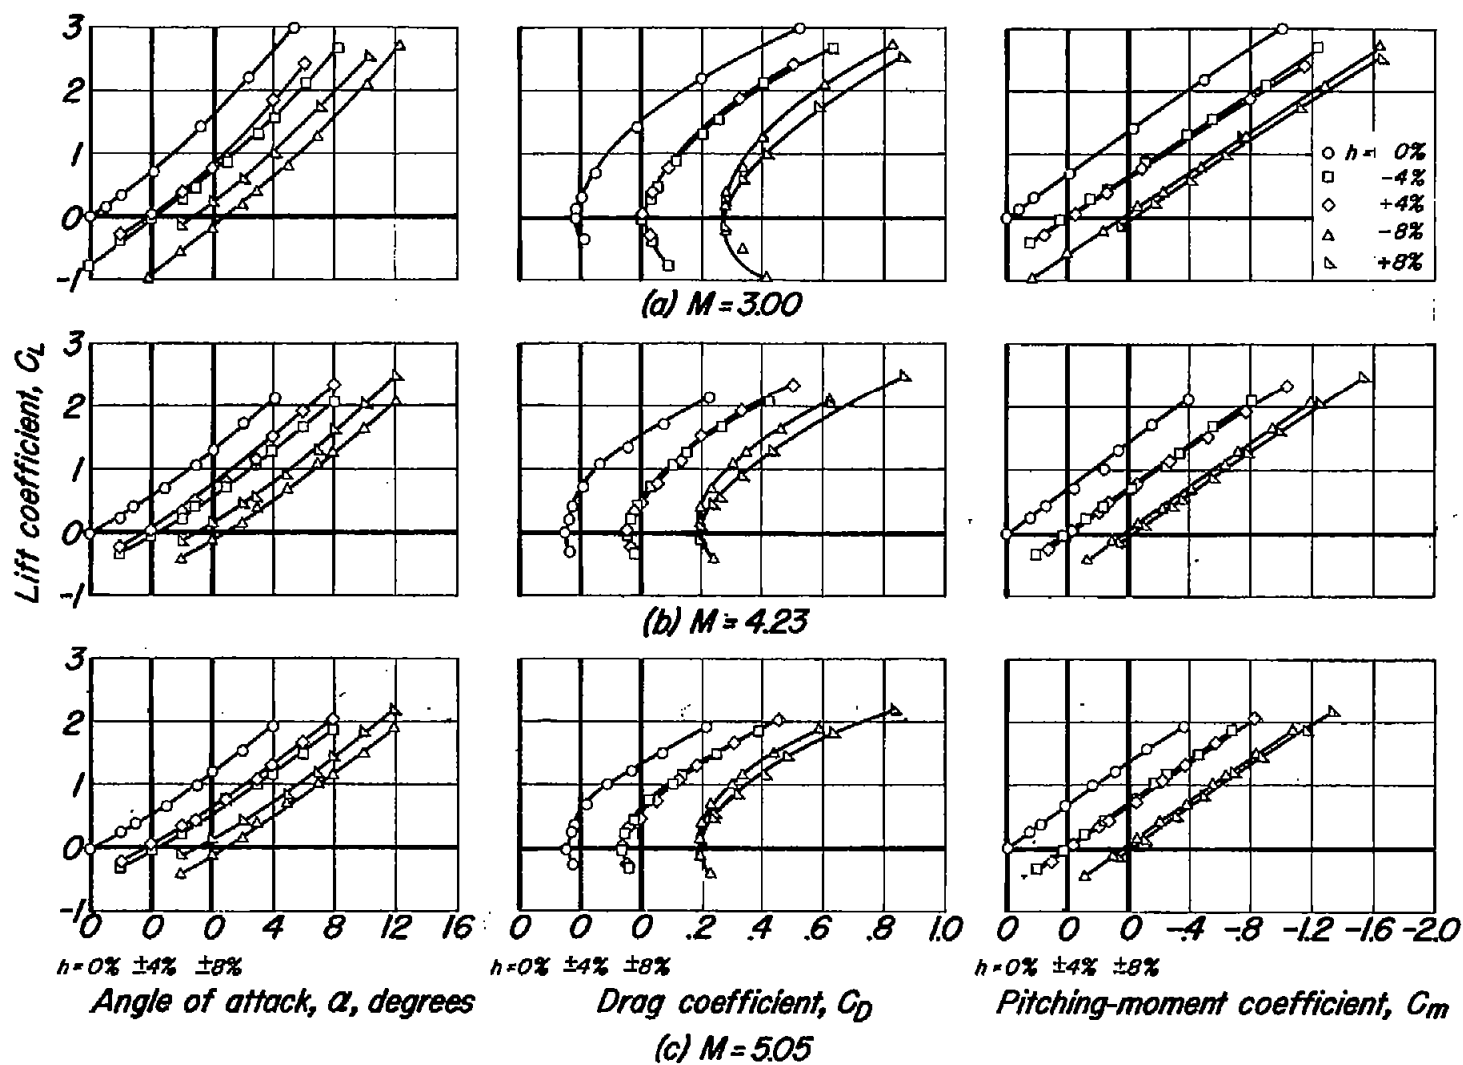 3
2
1
0
-1
h = 0%
-4%
+4%
-8%
+8%
(a) M = 3.00
Lift coefficient, C_L
3
2
1
0
-1
(b) M = 4.23
3
2
1
0
-1
0 0 0 4 8 12 16 0 0 0 .2 .4 .6 .8 1.0 0 0 0 -.4 -.8 -1.2 -1.6 -2.0
h = 0% ±4% ±8% h = 0% ±4% ±8% h = 0% ±4% ±8%
Angle of attack, α, degrees Drag coefficient, C_D Pitching-moment coefficient, C_m
(c) M = 5.05